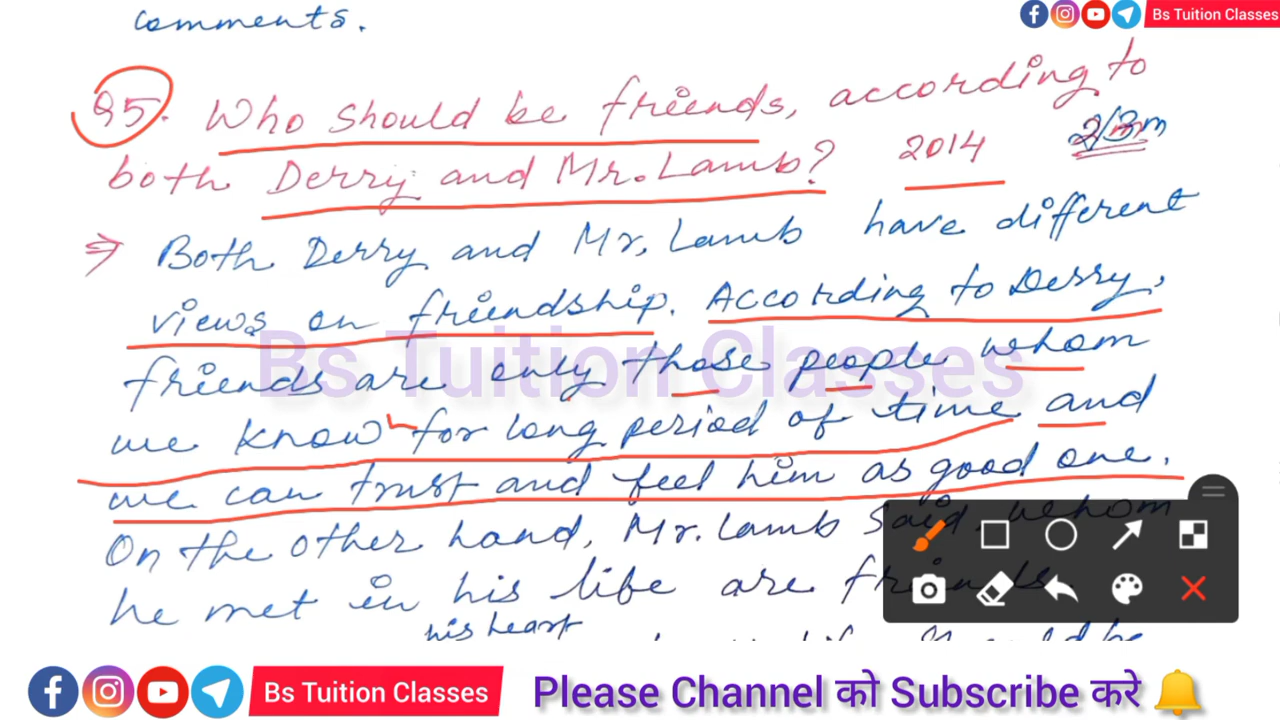 comments.
Bs Tuition Classes
Q5. Who should be friends, according to
both Derry and Mr. Lamb? 2014 2/3m
⇒ Both Derry and Mr. Lamb have different
views on friendship. According to Derry,
friends are only those people whom
Bs Tuition Classes
we know for long period of time and
we can trust and feel him as good one.
On the other hand, Mr. Lamb said, whom
he met in his life are friends.
his heart
Bs Tuition Classes
Please Channel को Subscribe करे